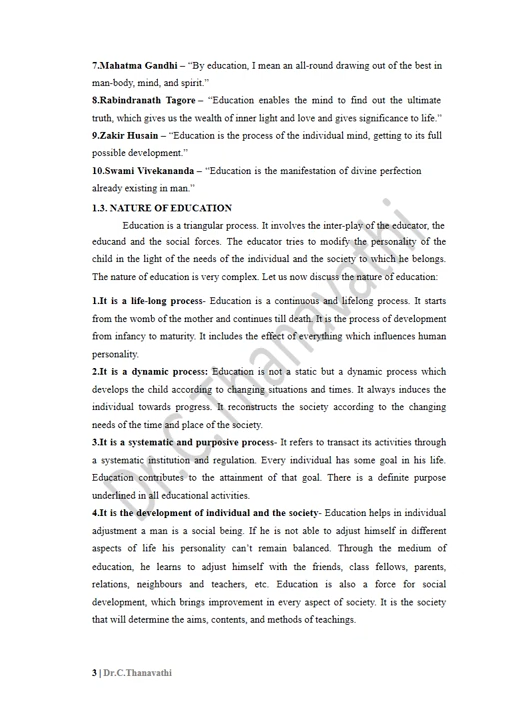 7.Mahatma Gandhi – “By education, I mean an all-round drawing out of the best in
man-body, mind, and spirit.”
8.Rabindranath Tagore – “Education enables the mind to find out the ultimate
truth, which gives us the wealth of inner light and love and gives significance to life.”
9.Zakir Husain – “Education is the process of the individual mind, getting to its full
possible development.”
10.Swami Vivekananda – “Education is the manifestation of divine perfection
already existing in man.”
1.3. NATURE OF EDUCATION
Education is a triangular process. It involves the inter-play of the educator, the
educand and the social forces. The educator tries to modify the personality of the
child in the light of the needs of the individual and the society to which he belongs.
The nature of education is very complex. Let us now discuss the nature of education:
1.It is a life-long process- Education is a continuous and lifelong process. It starts
from the womb of the mother and continues till death. It is the process of development
from infancy to maturity. It includes the effect of everything which influences human
personality.
2.It is a dynamic process: Education is not a static but a dynamic process which
develops the child according to changing situations and times. It always induces the
individual towards progress. It reconstructs the society according to the changing
needs of the time and place of the society.
3.It is a systematic and purposive process- It refers to transact its activities through
a systematic institution and regulation. Every individual has some goal in his life.
Education contributes to the attainment of that goal. There is a definite purpose
underlined in all educational activities.
4.It is the development of individual and the society- Education helps in individual
adjustment a man is a social being. If he is not able to adjust himself in different
aspects of life his personality can’t remain balanced. Through the medium of
education, he learns to adjust himself with the friends, class fellows, parents,
relations, neighbours and teachers, etc. Education is also a force for social
development, which brings improvement in every aspect of society. It is the society
that will determine the aims, contents, and methods of teachings.
Dr.C.Thanavathi
3 | Dr.C.Thanavathi